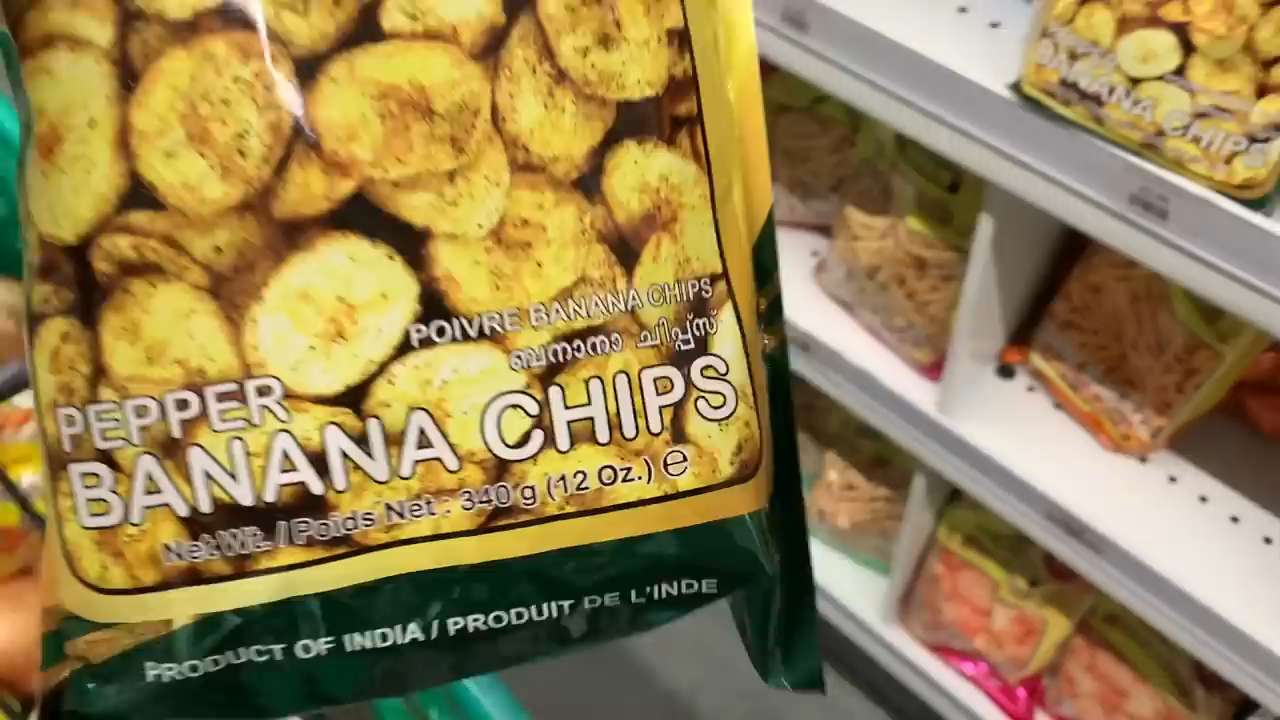 POIVRE BANANA CHIPS
ബനാനാ ചിപ്പ്സ്
PEPPER
BANANA CHIPS
Net Wt. / Poids Net : 340 g (12 Oz.) e
PRODUCT OF INDIA / PRODUIT DE L'INDE
BANANA CHIPS